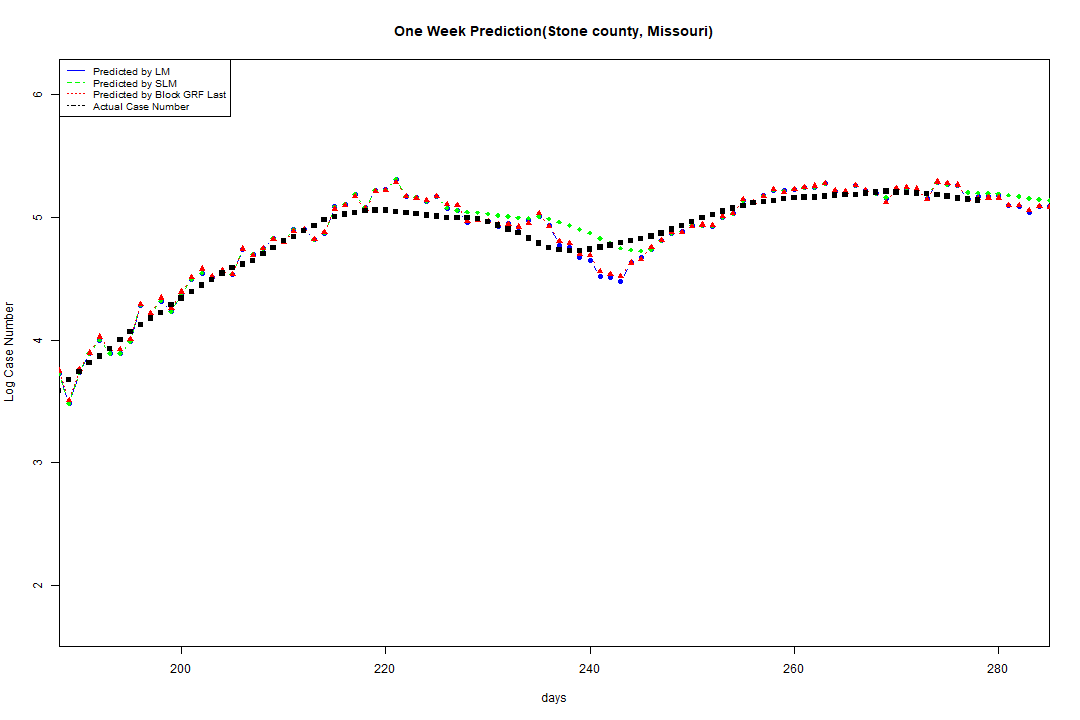 One Week Prediction(Stone county, Missouri)
Predicted by LM
Predicted by SLM
Predicted by Block GRF Last
Actual Case Number
6
5
4
3
2
Log Case Number
200 220 240 260 280
days